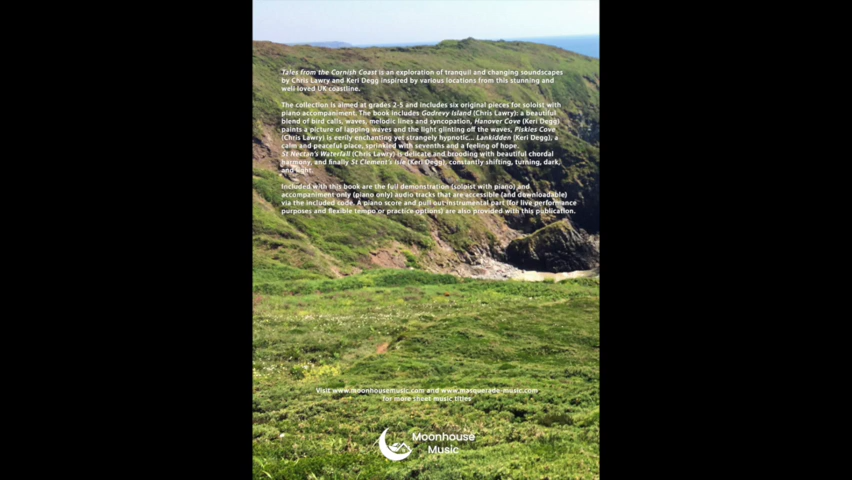 Tales from the Cornish Coast is an exploration of tranquil and changing soundscapes
by Chris Lawry and Keri Degg inspired by various locations from this stunning and
well loved UK coastline.
The collection is aimed at grades 2-5 and includes six original pieces for soloist with
piano accompaniment. The book includes Godrevy Island (Chris Lawry): a beautiful
blend of bird calls, waves, melodic lines and syncopation, Hanover Cove (Keri Degg)
paints a picture of lapping waves and the light glinting off the waves, Piskies Cove
(Chris Lawry) is eerily enchanting yet strangely hypnotic... Lankidden (Keri Degg); a
calm and peaceful place, sprinkled with sevenths and a feeling of hope.
St Nectan's Waterfall (Chris Lawry) is delicate and brooding with beautiful chordal
harmony, and finally St Clement's Isle (Keri Degg), constantly shifting, turning, dark,
and light.
Included with this book are the full demonstration (soloist with piano) and
accompaniment only (piano only) audio tracks that are accessible (and downloadable)
via the included code. A piano score and pull out instrumental part (for live performance
purposes and flexible tempo or practice options) are also provided with this publication.
Visit www.moonhousemusic.com and www.masquerade-music.com
for more sheet music titles
Moonhouse
Music